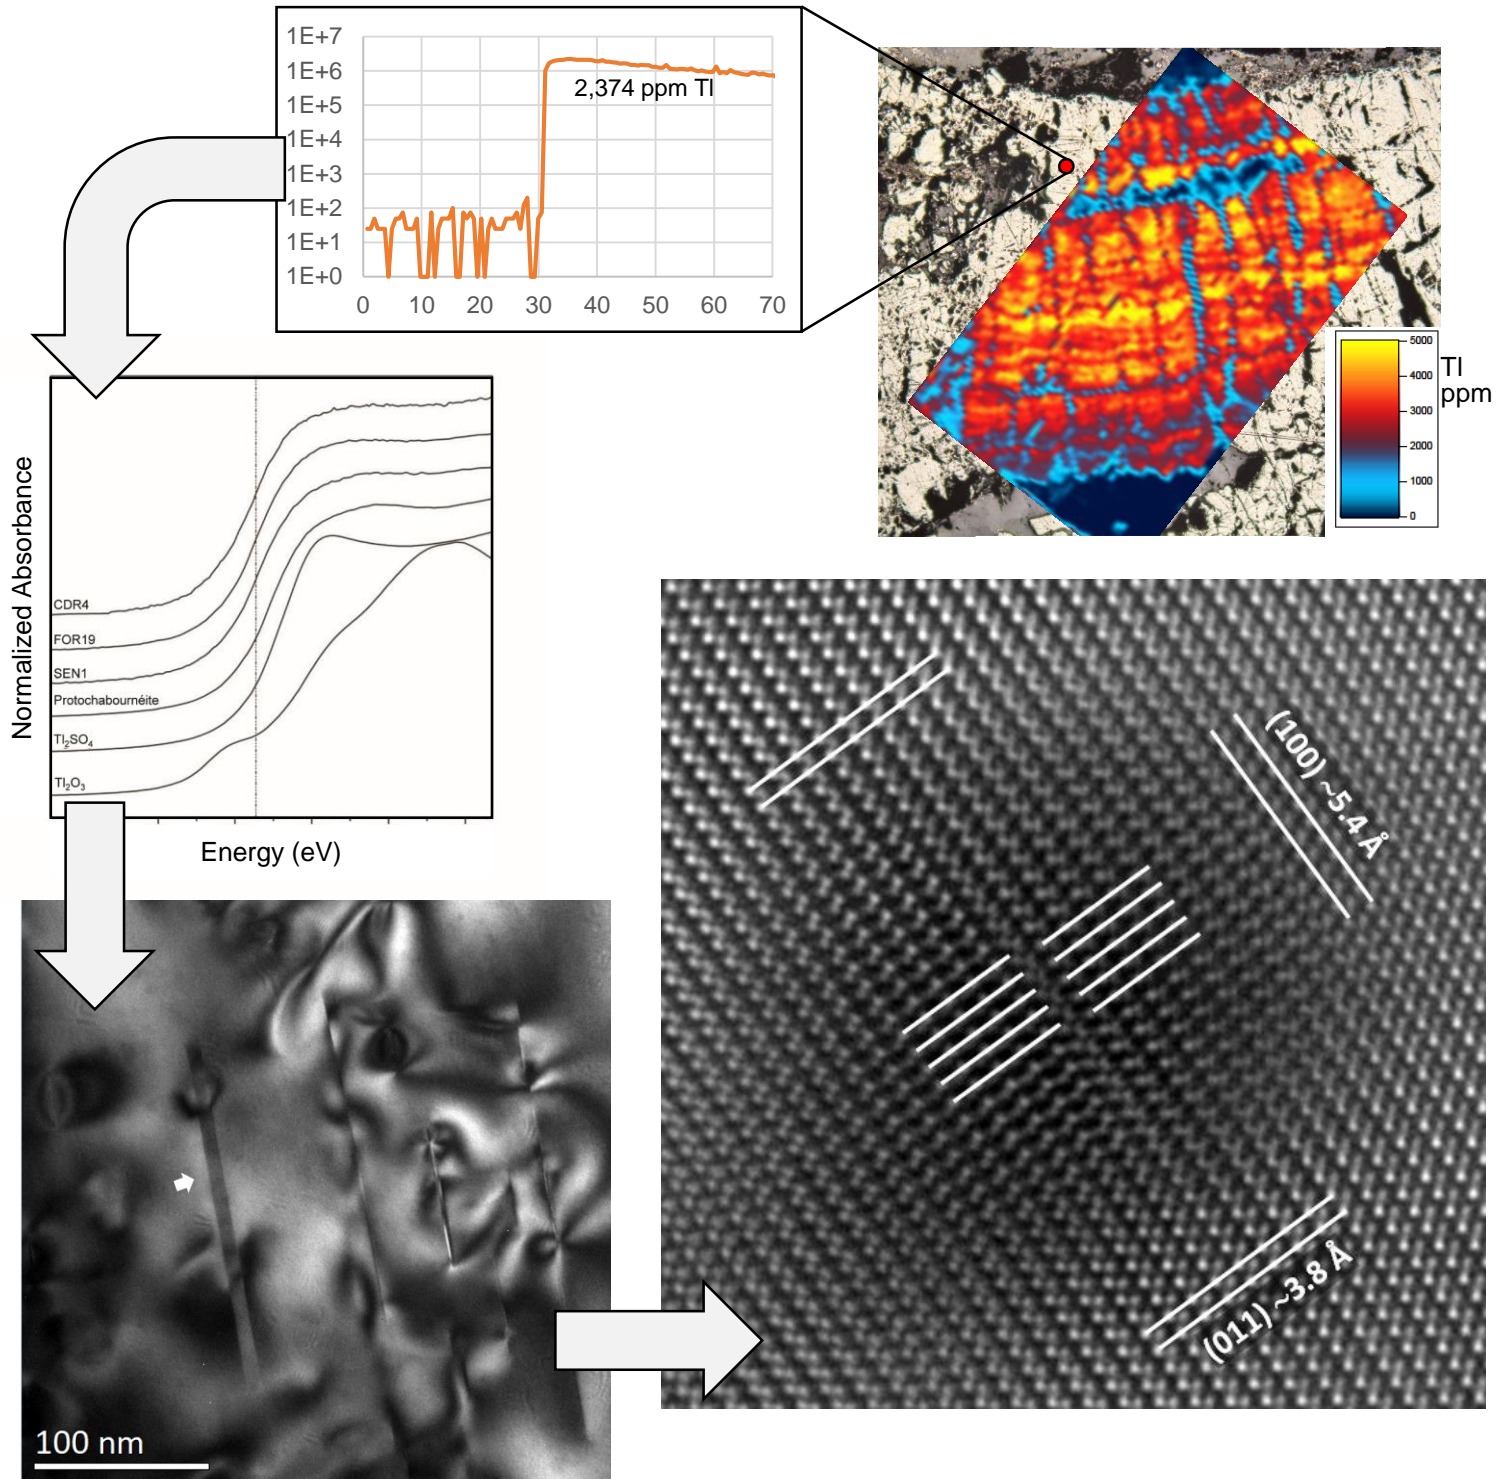 1E+7
1E+6
1E+5
1E+4
1E+3
1E+2
1E+1
1E+0
2,374 ppm Tl
0 10 20 30 40 50 60 70
5000
4000
3000
2000
1000
0
Tl
ppm
Normalized Absorbance
CDR4
FOR19
SEN1
Protochabournéite
Tl₂SO₄
Tl₂O₃
Energy (eV)
(100) ~5.4 Å
(011) ~3.8 Å
100 nm